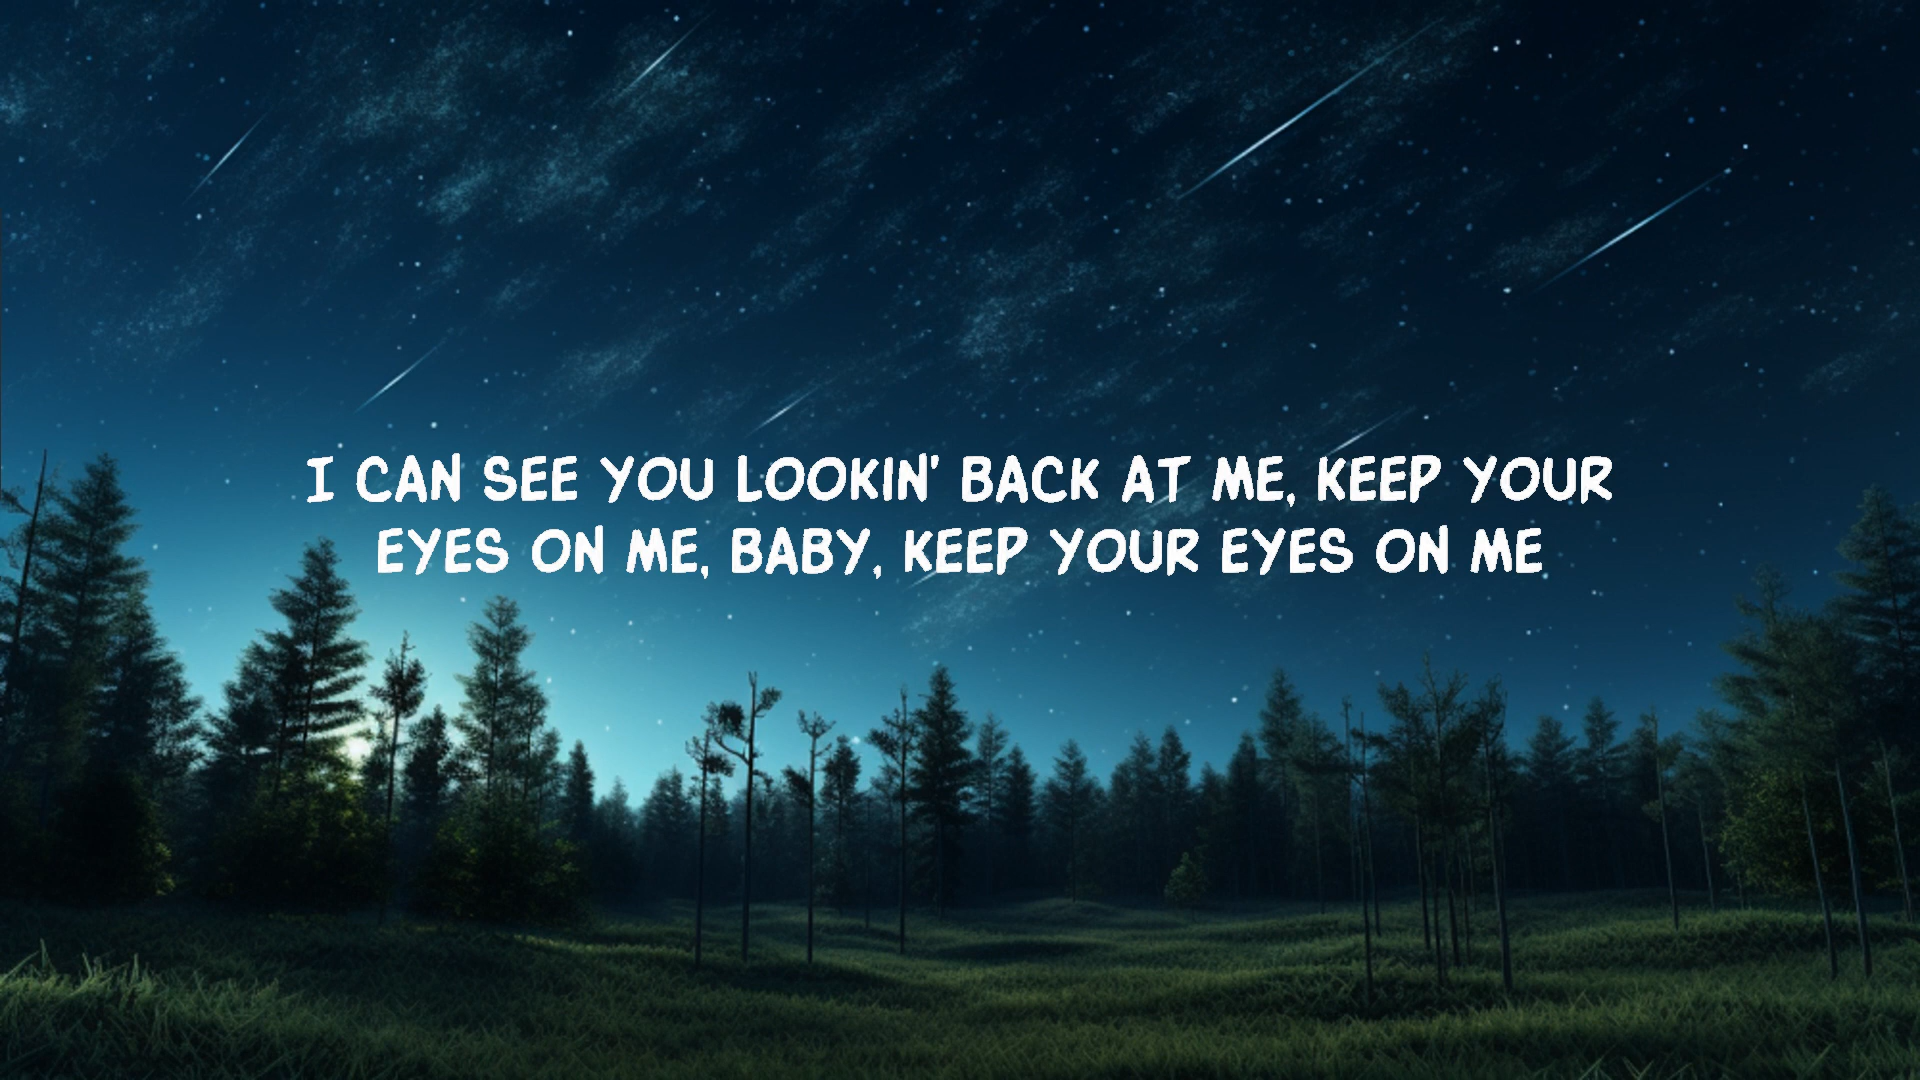 I CAN SEE YOU LOOKIN' BACK AT ME, KEEP YOUR
EYES ON ME, BABY, KEEP YOUR EYES ON ME